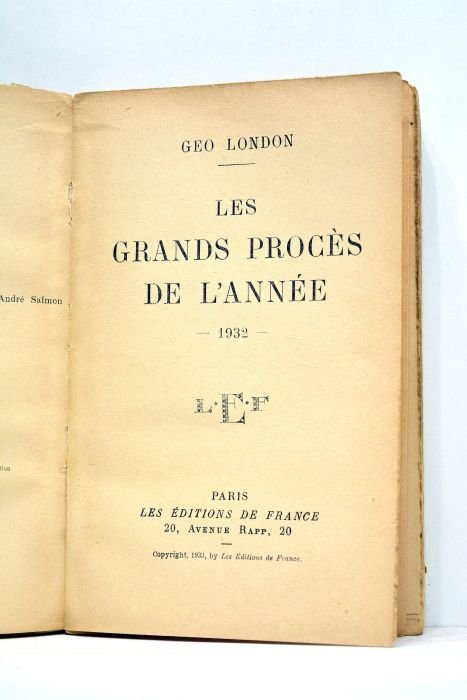 André Salmon
GEO LONDON
LES
GRANDS PROCÈS
DE L'ANNÉE
— 1932 —
L·E·F
PARIS
LES ÉDITIONS DE FRANCE
20, AVENUE RAPP, 20
Copyright, 1933, by Les Éditions de France.